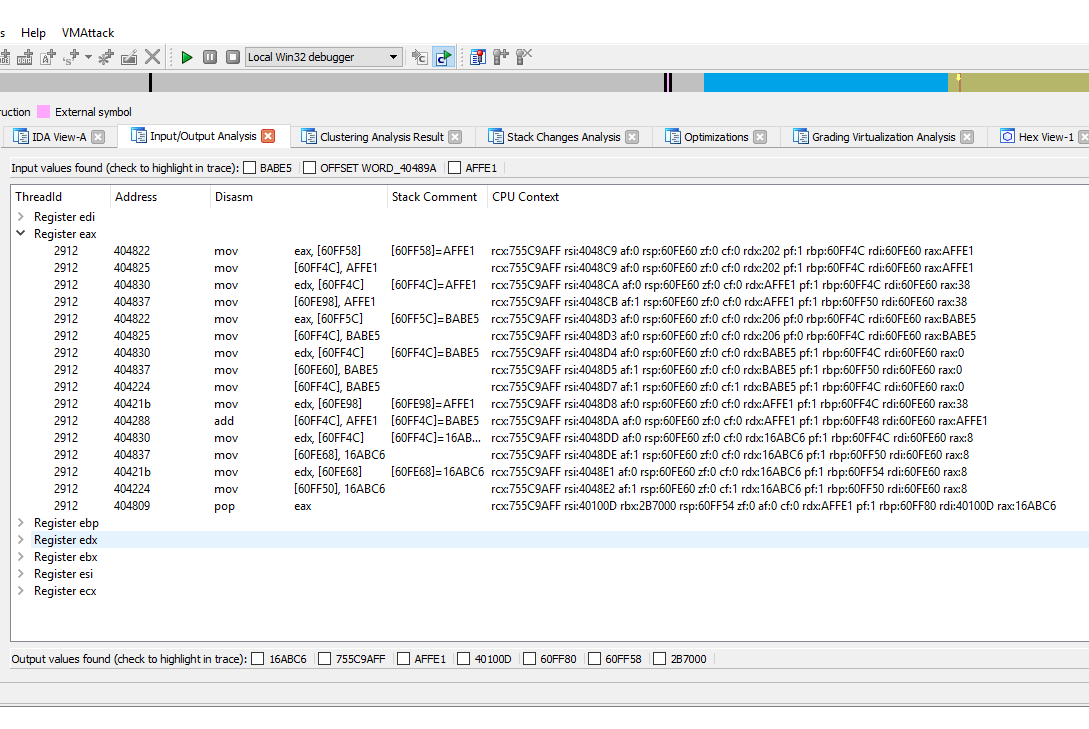 s Help VMAttack
Local Win32 debugger
ruction External symbol
IDA View-A Input/Output Analysis Clustering Analysis Result Stack Changes Analysis Optimizations Grading Virtualization Analysis Hex View-1
Input values found (check to highlight in trace): BABE5 OFFSET WORD_40489A AFFE1
ThreadId Address Disasm Stack Comment CPU Context
Register edi
Register eax
2912 404822 mov eax, [60FF58] [60FF58]=AFFE1 rcx:755C9AFF rsi:4048C9 af:0 rsp:60FE60 zf:0 cf:0 rdx:202 pf:1 rbp:60FF4C rdi:60FE60 rax:AFFE1
2912 404825 mov [60FF4C], AFFE1 rcx:755C9AFF rsi:4048C9 af:0 rsp:60FE60 zf:0 cf:0 rdx:202 pf:1 rbp:60FF4C rdi:60FE60 rax:AFFE1
2912 404830 mov edx, [60FF4C] [60FF4C]=AFFE1 rcx:755C9AFF rsi:4048CA af:0 rsp:60FE60 zf:0 cf:0 rdx:AFFE1 pf:1 rbp:60FF4C rdi:60FE60 rax:38
2912 404837 mov [60FE98], AFFE1 rcx:755C9AFF rsi:4048CB af:1 rsp:60FE60 zf:0 cf:0 rdx:AFFE1 pf:1 rbp:60FF50 rdi:60FE60 rax:38
2912 404822 mov eax, [60FF5C] [60FF5C]=BABE5 rcx:755C9AFF rsi:4048D3 af:0 rsp:60FE60 zf:0 cf:0 rdx:206 pf:0 rbp:60FF4C rdi:60FE60 rax:BABE5
2912 404825 mov [60FF4C], BABE5 rcx:755C9AFF rsi:4048D3 af:0 rsp:60FE60 zf:0 cf:0 rdx:206 pf:0 rbp:60FF4C rdi:60FE60 rax:BABE5
2912 404830 mov edx, [60FF4C] [60FF4C]=BABE5 rcx:755C9AFF rsi:4048D4 af:0 rsp:60FE60 zf:0 cf:0 rdx:BABE5 pf:1 rbp:60FF4C rdi:60FE60 rax:0
2912 404837 mov [60FE60], BABE5 rcx:755C9AFF rsi:4048D5 af:1 rsp:60FE60 zf:0 cf:0 rdx:BABE5 pf:1 rbp:60FF50 rdi:60FE60 rax:0
2912 404224 mov [60FF4C], BABE5 rcx:755C9AFF rsi:4048D7 af:1 rsp:60FE60 zf:0 cf:1 rdx:BABE5 pf:1 rbp:60FF4C rdi:60FE60 rax:0
2912 40421b mov edx, [60FE98] [60FE98]=AFFE1 rcx:755C9AFF rsi:4048D8 af:0 rsp:60FE60 zf:0 cf:0 rdx:AFFE1 pf:1 rbp:60FF4C rdi:60FE60 rax:38
2912 404288 add [60FF4C], AFFE1 [60FF4C]=BABE5 rcx:755C9AFF rsi:4048DA af:0 rsp:60FE60 zf:0 cf:0 rdx:AFFE1 pf:1 rbp:60FF48 rdi:60FE60 rax:AFFE1
2912 404830 mov edx, [60FF4C] [60FF4C]=16AB... rcx:755C9AFF rsi:4048DD af:0 rsp:60FE60 zf:0 cf:0 rdx:16ABC6 pf:1 rbp:60FF4C rdi:60FE60 rax:8
2912 404837 mov [60FE68], 16ABC6 rcx:755C9AFF rsi:4048DE af:1 rsp:60FE60 zf:0 cf:0 rdx:16ABC6 pf:1 rbp:60FF50 rdi:60FE60 rax:8
2912 40421b mov edx, [60FE68] [60FE68]=16ABC6 rcx:755C9AFF rsi:4048E1 af:0 rsp:60FE60 zf:0 cf:0 rdx:16ABC6 pf:1 rbp:60FF54 rdi:60FE60 rax:8
2912 404224 mov [60FF50], 16ABC6 rcx:755C9AFF rsi:4048E2 af:1 rsp:60FE60 zf:0 cf:1 rdx:16ABC6 pf:1 rbp:60FF50 rdi:60FE60 rax:8
2912 404809 pop eax rcx:755C9AFF rsi:40100D rbx:2B7000 rsp:60FF54 zf:0 af:0 cf:0 rdx:AFFE1 pf:1 rbp:60FF80 rdi:40100D rax:16ABC6
Register ebp
Register edx
Register ebx
Register esi
Register ecx
Output values found (check to highlight in trace): 16ABC6 755C9AFF AFFE1 40100D 60FF80 60FF58 2B7000